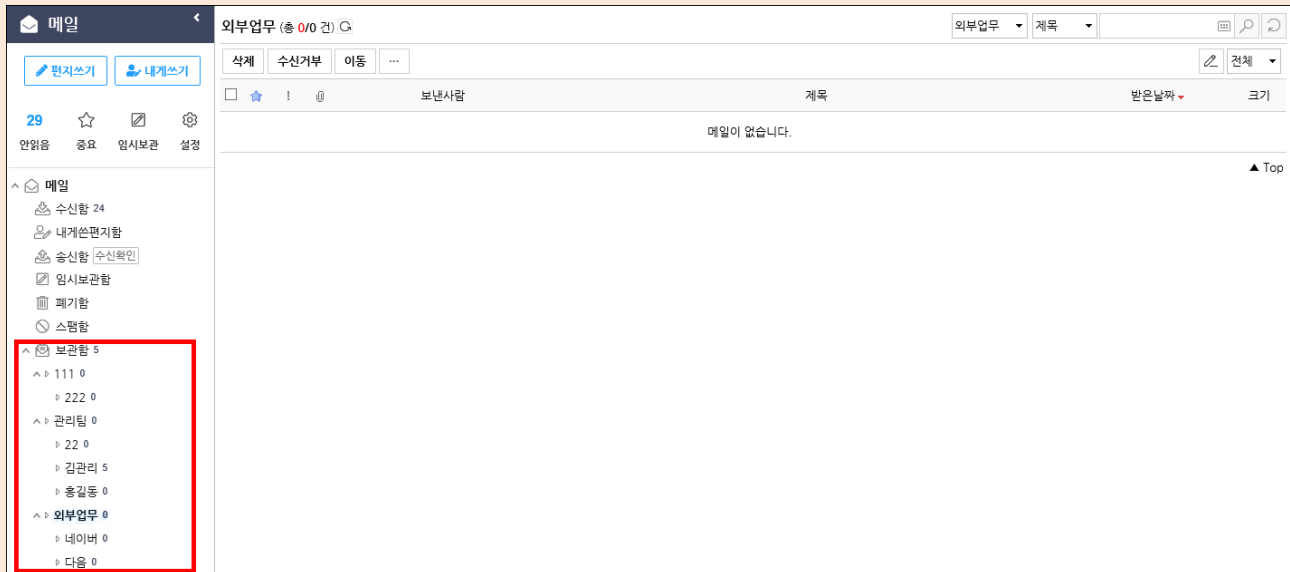 메일
편지쓰기 내게쓰기
29
안읽음 중요 임시보관 설정
메일
수신함 24
내게쓴편지함
송신함 수신확인
임시보관함
폐기함
스팸함
보관함 5
111 0
222 0
관리팀 0
22 0
김관리 5
홍길동 0
외부업무 0
네이버 0
다음 0
외부업무 (총 0/0 건)
외부업무 제목
삭제 수신거부 이동 ...
전체
! 보낸사람 제목 받은날짜 크기
메일이 없습니다.
▲ Top